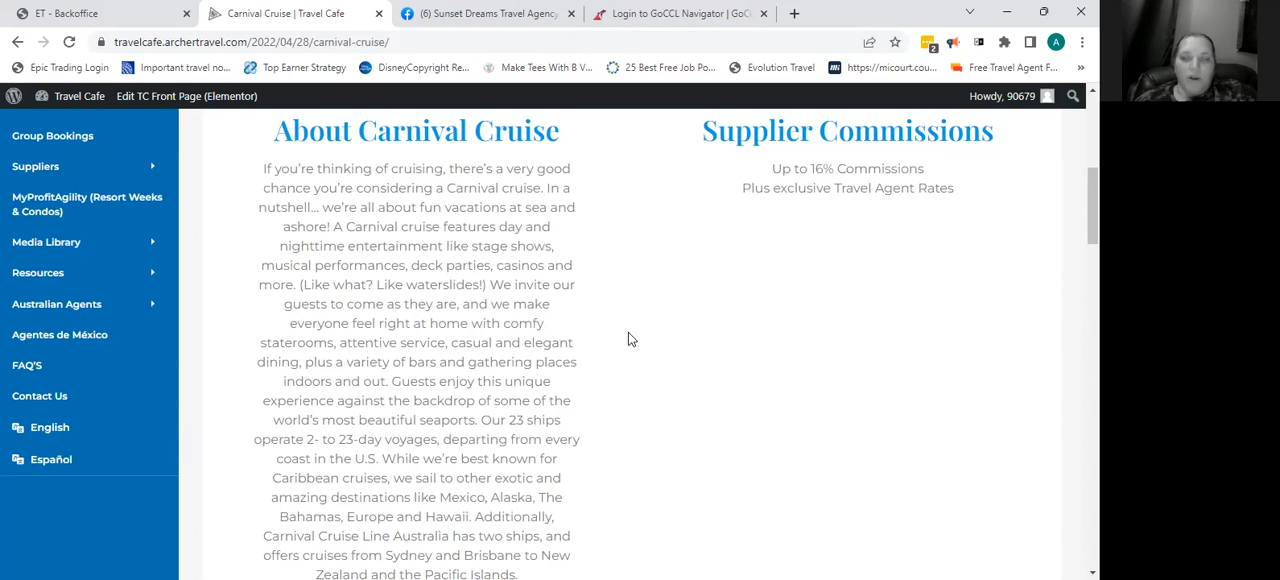 ET - Backoffice
Carnival Cruise | Travel Cafe
(6) Sunset Dreams Travel Agency
Login to GoCCL Navigator | GoC
travelcafe.archertravel.com/2022/04/28/carnival-cruise/
2
A
Epic Trading Login
Important travel no...
Top Earner Strategy
DisneyCopyright Re...
Make Tees With B V...
25 Best Free Job Po...
Evolution Travel
https://micourt.cou...
Free Travel Agent F...
»
Travel Cafe
Edit TC Front Page (Elementor)
Howdy, 90679
Group Bookings
Suppliers
MyProfitAgility (Resort Weeks
& Condos)
Media Library
Resources
Australian Agents
Agentes de México
FAQ'S
Contact Us
English
Español
About Carnival Cruise
If you're thinking of cruising, there's a very good
chance you're considering a Carnival cruise. In a
nutshell... we're all about fun vacations at sea and
ashore! A Carnival cruise features day and
nighttime entertainment like stage shows,
musical performances, deck parties, casinos and
more. (Like what? Like waterslides!) We invite our
guests to come as they are, and we make
everyone feel right at home with comfy
staterooms, attentive service, casual and elegant
dining, plus a variety of bars and gathering places
indoors and out. Guests enjoy this unique
experience against the backdrop of some of the
world's most beautiful seaports. Our 23 ships
operate 2- to 23-day voyages, departing from every
coast in the U.S. While we're best known for
Caribbean cruises, we sail to other exotic and
amazing destinations like Mexico, Alaska, The
Bahamas, Europe and Hawaii. Additionally,
Carnival Cruise Line Australia has two ships, and
offers cruises from Sydney and Brisbane to New
Zealand and the Pacific Islands.
Supplier Commissions
Up to 16% Commissions
Plus exclusive Travel Agent Rates